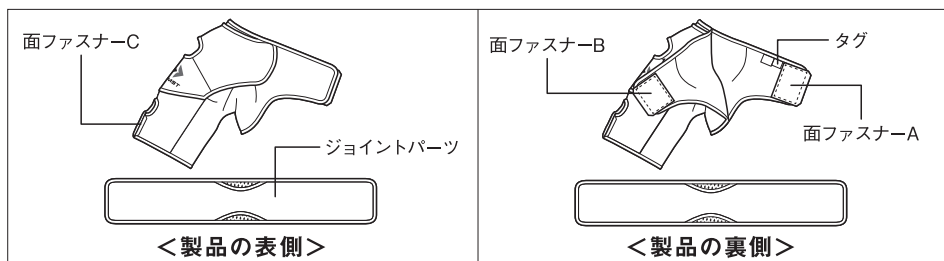 面ファスナーC
ジョイントパーツ
<製品の表側>
面ファスナーB
タグ
面ファスナーA
<製品の裏側>